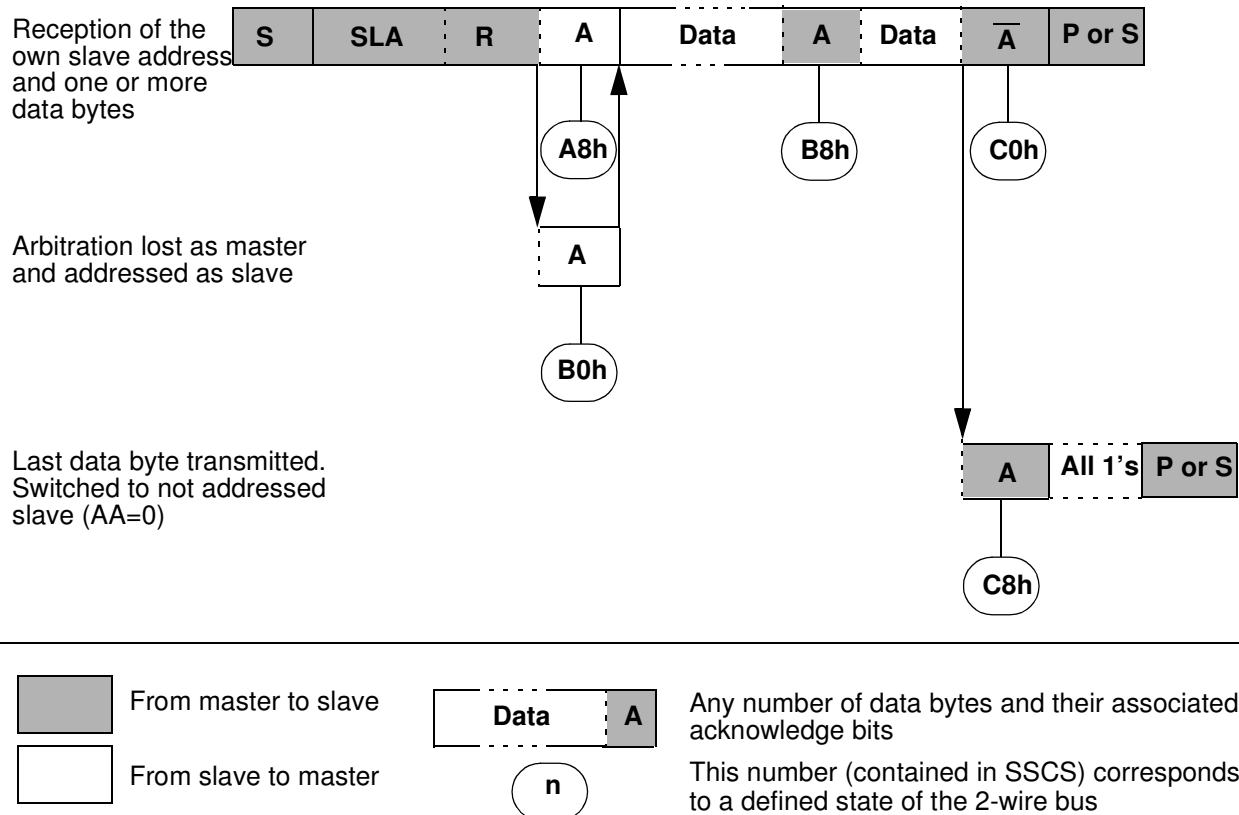 Reception of the
own slave address
and one or more
data bytes
S SLA R A Data A Data A̅ P or S
A8h B8h C0h
Arbitration lost as master
and addressed as slave
A
B0h
Last data byte transmitted.
Switched to not addressed
slave (AA=0)
A All 1's P or S
C8h
From master to slave
From slave to master
Data A
n
Any number of data bytes and their associated
acknowledge bits
This number (contained in SSCS) corresponds
to a defined state of the 2-wire bus